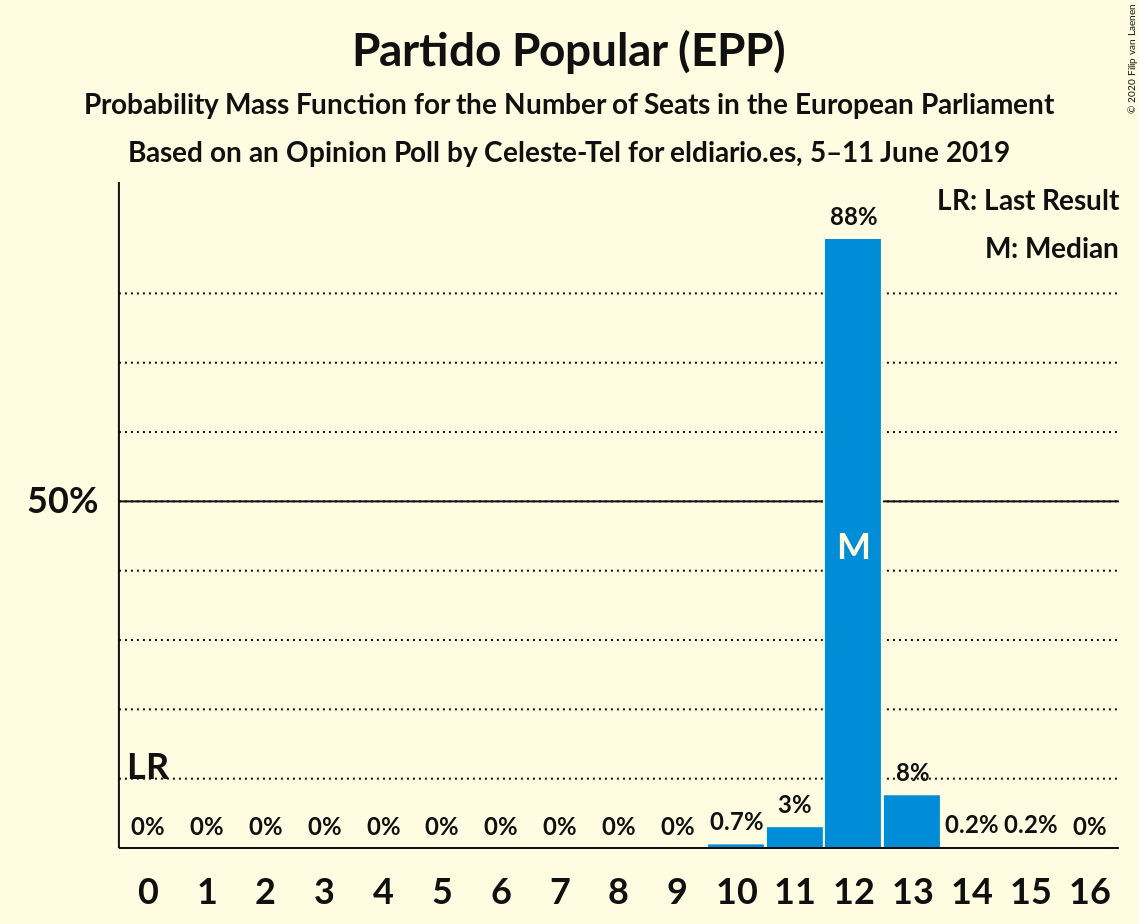 Partido Popular (EPP)
Probability Mass Function for the Number of Seats in the European Parliament
Based on an Opinion Poll by Celeste-Tel for eldiario.es, 5–11 June 2019
© 2020 Filip van Laenen
LR: Last Result
M: Median
50%
M
LR
0% 0% 0% 0% 0% 0% 0% 0% 0% 0% 0.7% 3% 88% 8% 0.2% 0.2% 0%
0 1 2 3 4 5 6 7 8 9 10 11 12 13 14 15 16